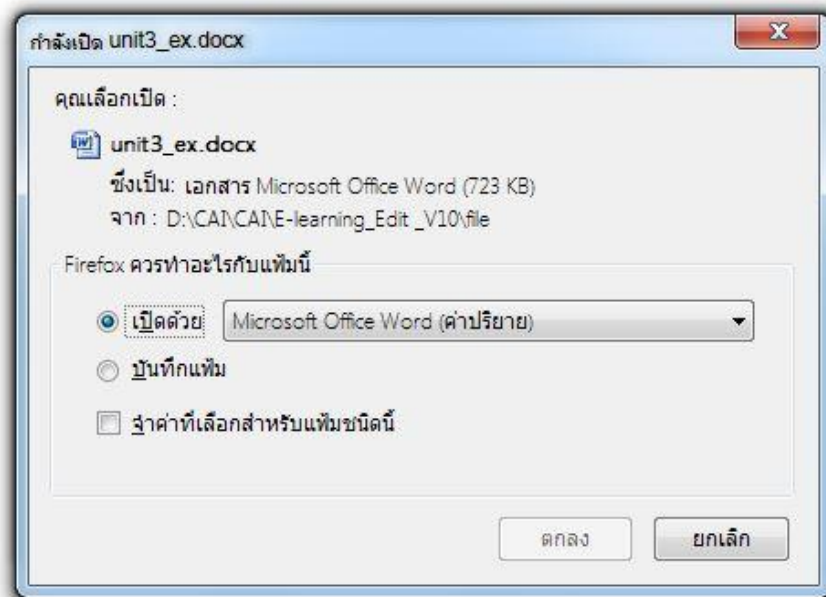 กำลังเปิด unit3_ex.docx
คุณเลือกเปิด :
unit3_ex.docx
ซึ่งเป็น: เอกสาร Microsoft Office Word (723 KB)
จาก : D:\CAI\CAI\E-learning_Edit _V10\file
Firefox ควรทำอะไรกับแฟ้มนี้
เปิดด้วย Microsoft Office Word (ค่าปริยาย)
บันทึกแฟ้ม
จำค่าที่เลือกสำหรับแฟ้มชนิดนี้
ตกลง ยกเลิก